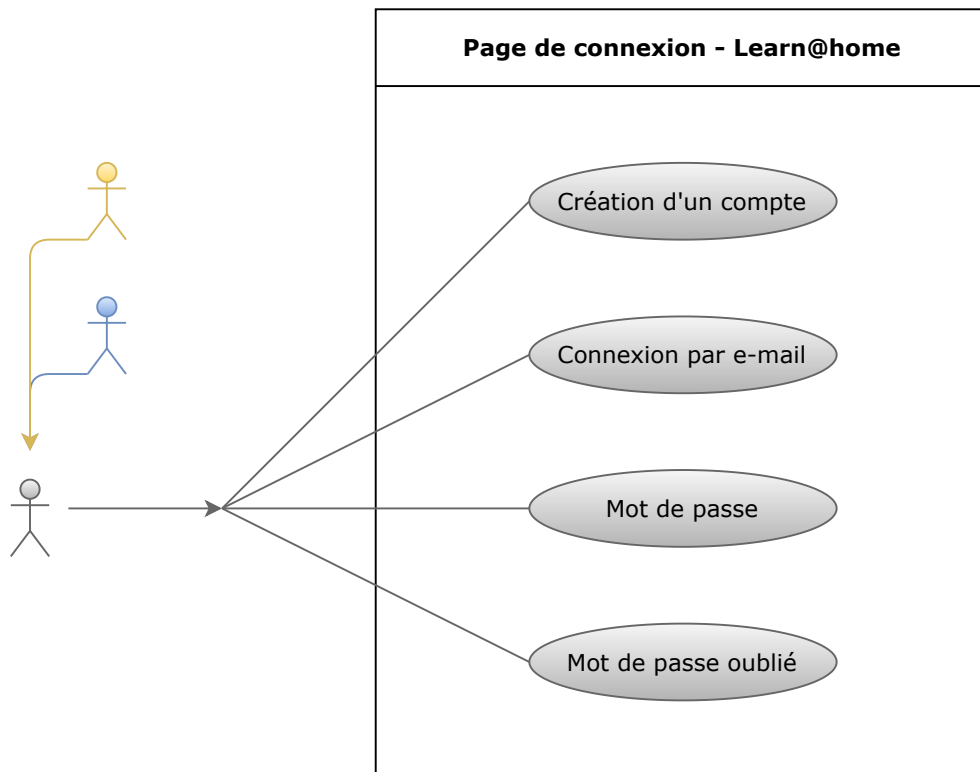 Page de connexion - Learn@home
Création d'un compte
Connexion par e-mail
Mot de passe
Mot de passe oublié